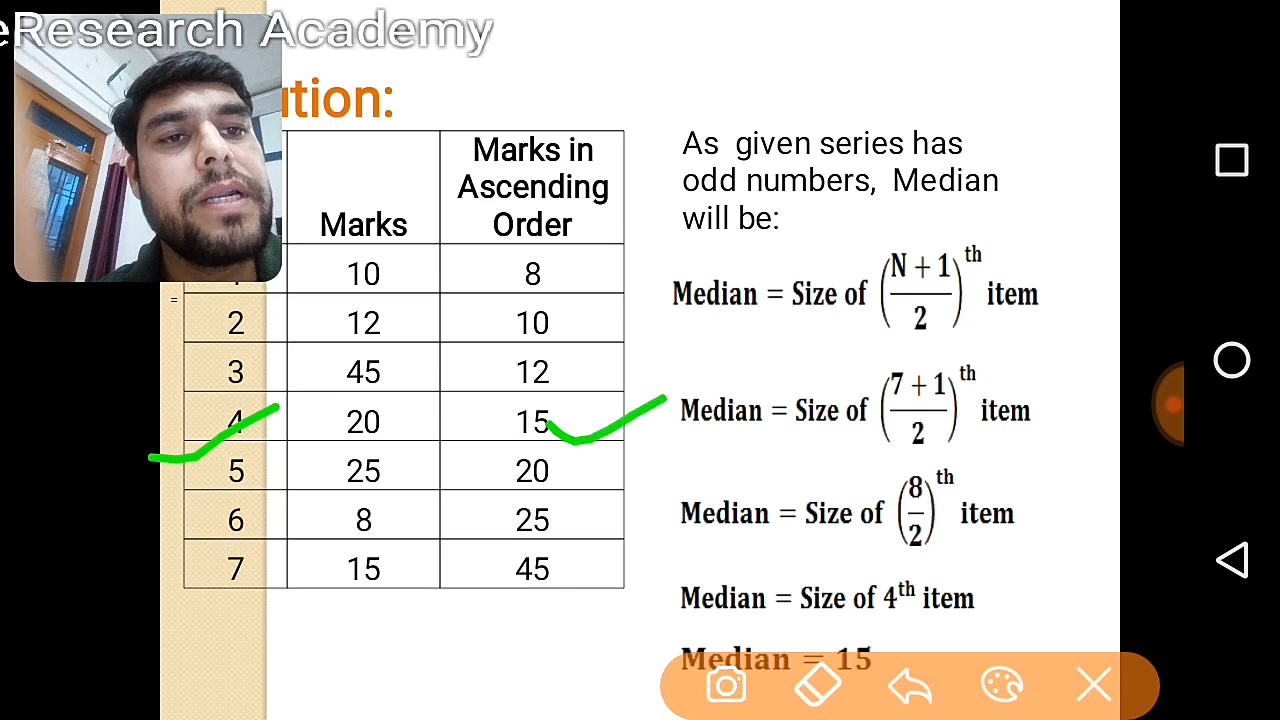 eResearch Academy
ution:
Marks
Marks in
Ascending
Order
10 8
2 12 10
3 45 12
4 20 15
5 25 20
6 8 25
7 15 45
=
As given series has
odd numbers, Median
will be:
Median = Size of ((N + 1)/2)th item
Median = Size of ((7 + 1)/2)th item
Median = Size of (8/2)th item
Median = Size of 4th item
Median = 15